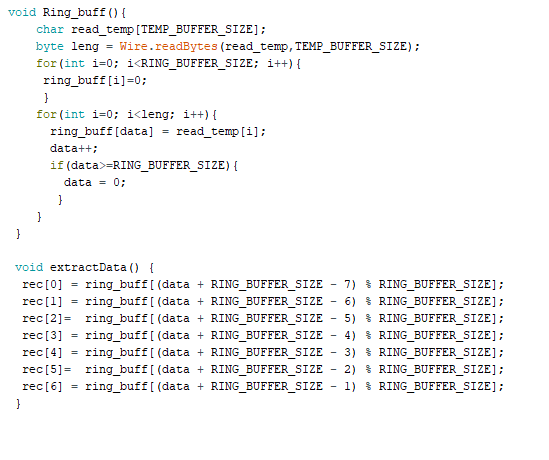 void Ring_buff(){
    char read_temp[TEMP_BUFFER_SIZE];
    byte leng = Wire.readBytes(read_temp,TEMP_BUFFER_SIZE);
    for(int i=0; i<RING_BUFFER_SIZE; i++){
     ring_buff[i]=0;
     }
    for(int i=0; i<leng; i++){
      ring_buff[data] = read_temp[i];
      data++;
      if(data>=RING_BUFFER_SIZE){
        data = 0;
       }
    }
 }

 void extractData() {
  rec[0] = ring_buff[(data + RING_BUFFER_SIZE - 7) % RING_BUFFER_SIZE];
  rec[1] = ring_buff[(data + RING_BUFFER_SIZE - 6) % RING_BUFFER_SIZE];
  rec[2]=  ring_buff[(data + RING_BUFFER_SIZE - 5) % RING_BUFFER_SIZE];
  rec[3] = ring_buff[(data + RING_BUFFER_SIZE - 4) % RING_BUFFER_SIZE];
  rec[4] = ring_buff[(data + RING_BUFFER_SIZE - 3) % RING_BUFFER_SIZE];
  rec[5]=  ring_buff[(data + RING_BUFFER_SIZE - 2) % RING_BUFFER_SIZE];
  rec[6] = ring_buff[(data + RING_BUFFER_SIZE - 1) % RING_BUFFER_SIZE];
 }